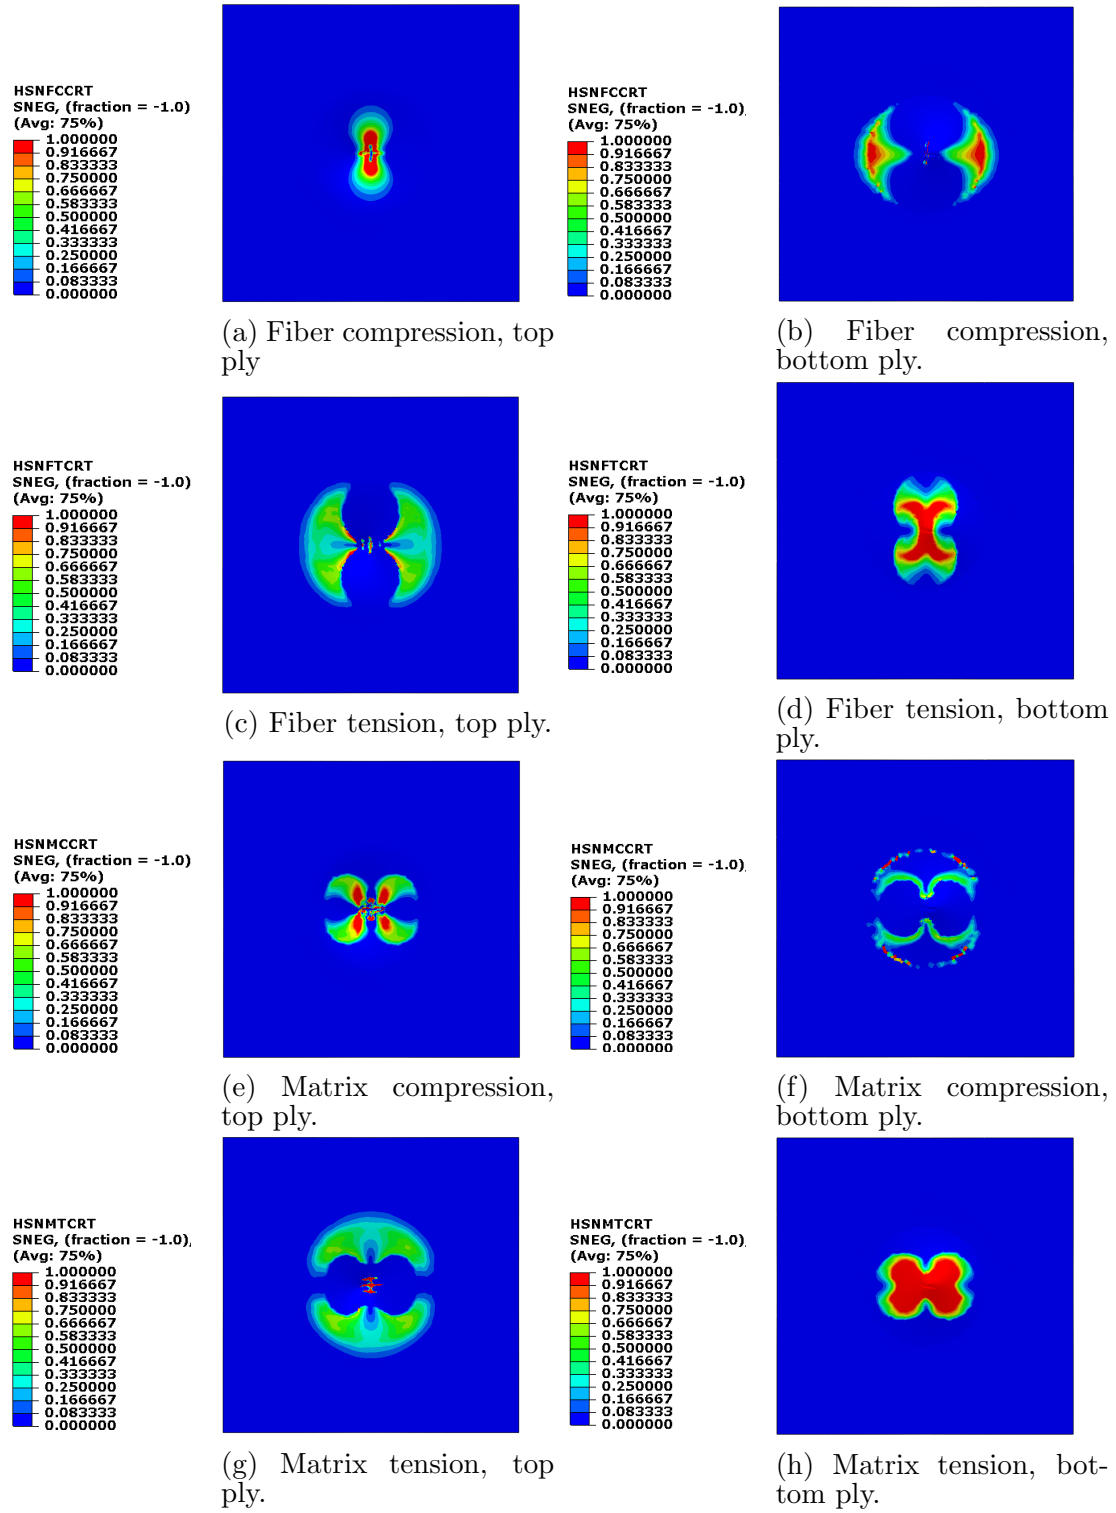 HSNFCCRT
SNEG, (fraction = -1.0)
(Avg: 75%)
1.000000
0.916667
0.833333
0.750000
0.666667
0.583333
0.500000
0.416667
0.333333
0.250000
0.166667
0.083333
0.000000
(a) Fiber compression, top
ply
HSNFCCRT
SNEG, (fraction = -1.0),
(Avg: 75%)
1.000000
0.916667
0.833333
0.750000
0.666667
0.583333
0.500000
0.416667
0.333333
0.250000
0.166667
0.083333
0.000000
(b) Fiber compression,
bottom ply.
HSNFTCRT
SNEG, (fraction = -1.0)
(Avg: 75%)
1.000000
0.916667
0.833333
0.750000
0.666667
0.583333
0.500000
0.416667
0.333333
0.250000
0.166667
0.083333
0.000000
(c) Fiber tension, top ply.
HSNFTCRT
SNEG, (fraction = -1.0)
(Avg: 75%)
1.000000
0.916667
0.833333
0.750000
0.666667
0.583333
0.500000
0.416667
0.333333
0.250000
0.166667
0.083333
0.000000
(d) Fiber tension, bottom
ply.
HSNMCCRT
SNEG, (fraction = -1.0)
(Avg: 75%)
1.000000
0.916667
0.833333
0.750000
0.666667
0.583333
0.500000
0.416667
0.333333
0.250000
0.166667
0.083333
0.000000
(e) Matrix compression,
top ply.
HSNMCCRT
SNEG, (fraction = -1.0),
(Avg: 75%)
1.000000
0.916667
0.833333
0.750000
0.666667
0.583333
0.500000
0.416667
0.333333
0.250000
0.166667
0.083333
0.000000
(f) Matrix compression,
bottom ply.
HSNMTCRT
SNEG, (fraction = -1.0),
(Avg: 75%)
1.000000
0.916667
0.833333
0.750000
0.666667
0.583333
0.500000
0.416667
0.333333
0.250000
0.166667
0.083333
0.000000
(g) Matrix tension, top
ply.
HSNMTCRT
SNEG, (fraction = -1.0),
(Avg: 75%)
1.000000
0.916667
0.833333
0.750000
0.666667
0.583333
0.500000
0.416667
0.333333
0.250000
0.166667
0.083333
0.000000
(h) Matrix tension, bot-
tom ply.